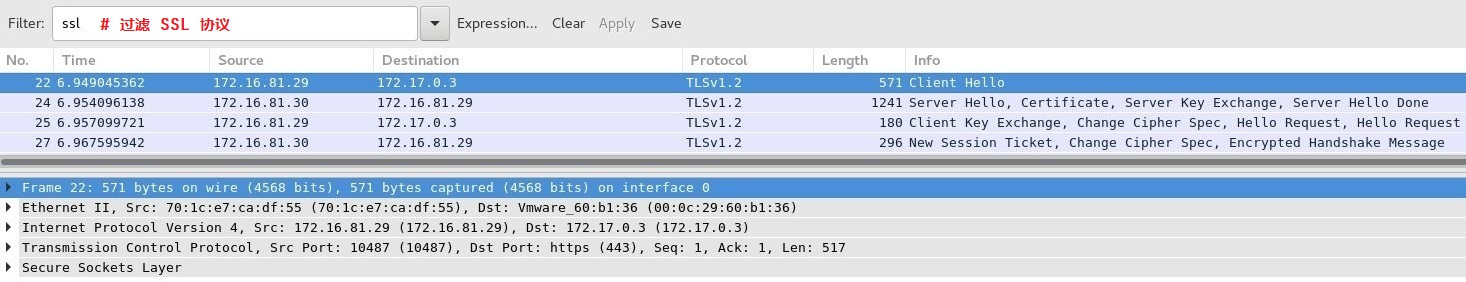 Filter: ssl # 过滤 SSL 协议 Expression... Clear Apply Save
No. Time Source Destination Protocol Length Info
22 6.949045362 172.16.81.29 172.17.0.3 TLSv1.2 571 Client Hello
24 6.954096138 172.16.81.30 172.16.81.29 TLSv1.2 1241 Server Hello, Certificate, Server Key Exchange, Server Hello Done
25 6.957099721 172.16.81.29 172.17.0.3 TLSv1.2 180 Client Key Exchange, Change Cipher Spec, Hello Request, Hello Request
27 6.967595942 172.16.81.30 172.16.81.29 TLSv1.2 296 New Session Ticket, Change Cipher Spec, Encrypted Handshake Message
Frame 22: 571 bytes on wire (4568 bits), 571 bytes captured (4568 bits) on interface 0
Ethernet II, Src: 70:1c:e7:ca:df:55 (70:1c:e7:ca:df:55), Dst: Vmware_60:b1:36 (00:0c:29:60:b1:36)
Internet Protocol Version 4, Src: 172.16.81.29 (172.16.81.29), Dst: 172.17.0.3 (172.17.0.3)
Transmission Control Protocol, Src Port: 10487 (10487), Dst Port: https (443), Seq: 1, Ack: 1, Len: 517
Secure Sockets Layer